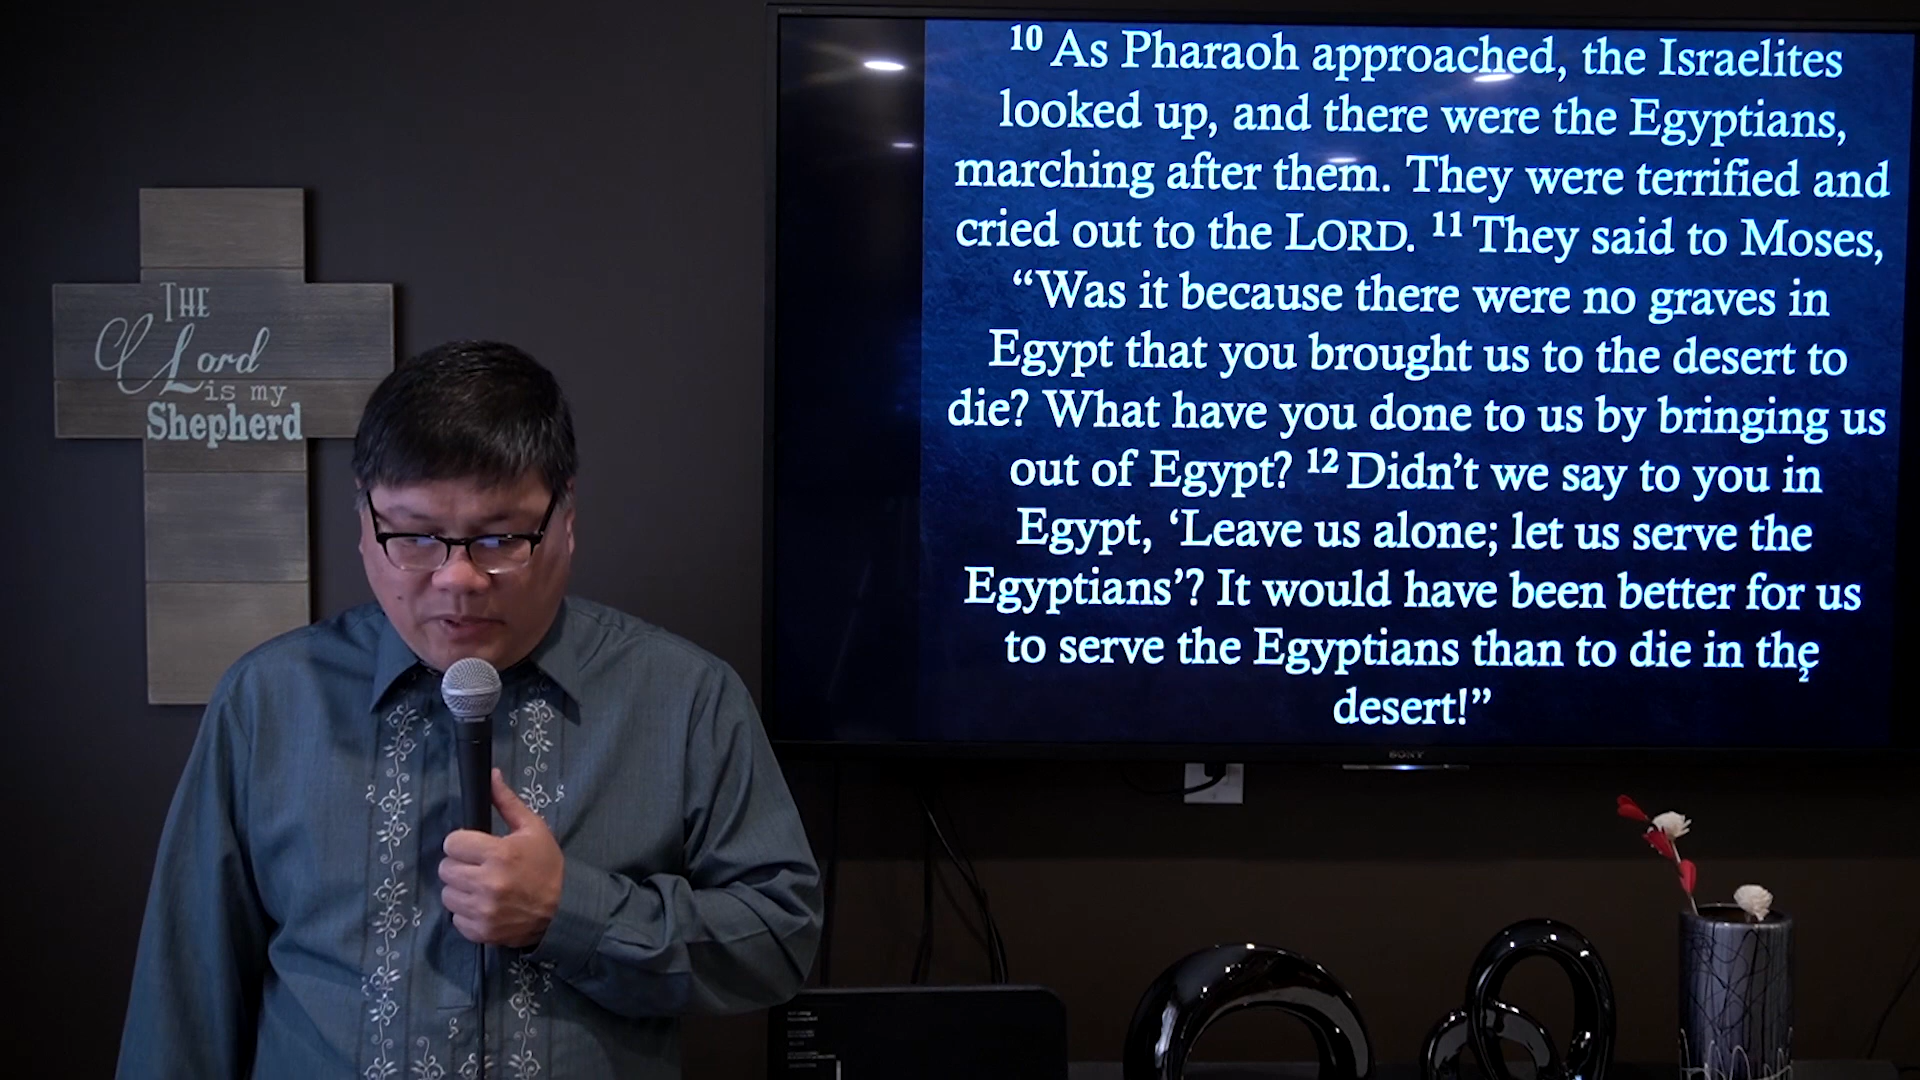 10 As Pharaoh approached, the Israelites
looked up, and there were the Egyptians,
marching after them. They were terrified and
cried out to the LORD. 11 They said to Moses,
“Was it because there were no graves in
Egypt that you brought us to the desert to
die? What have you done to us by bringing us
out of Egypt? 12 Didn’t we say to you in
Egypt, ‘Leave us alone; let us serve the
Egyptians’? It would have been better for us
to serve the Egyptians than to die in the
2
desert!”
SONY
THE
Lord
is my
Shepherd